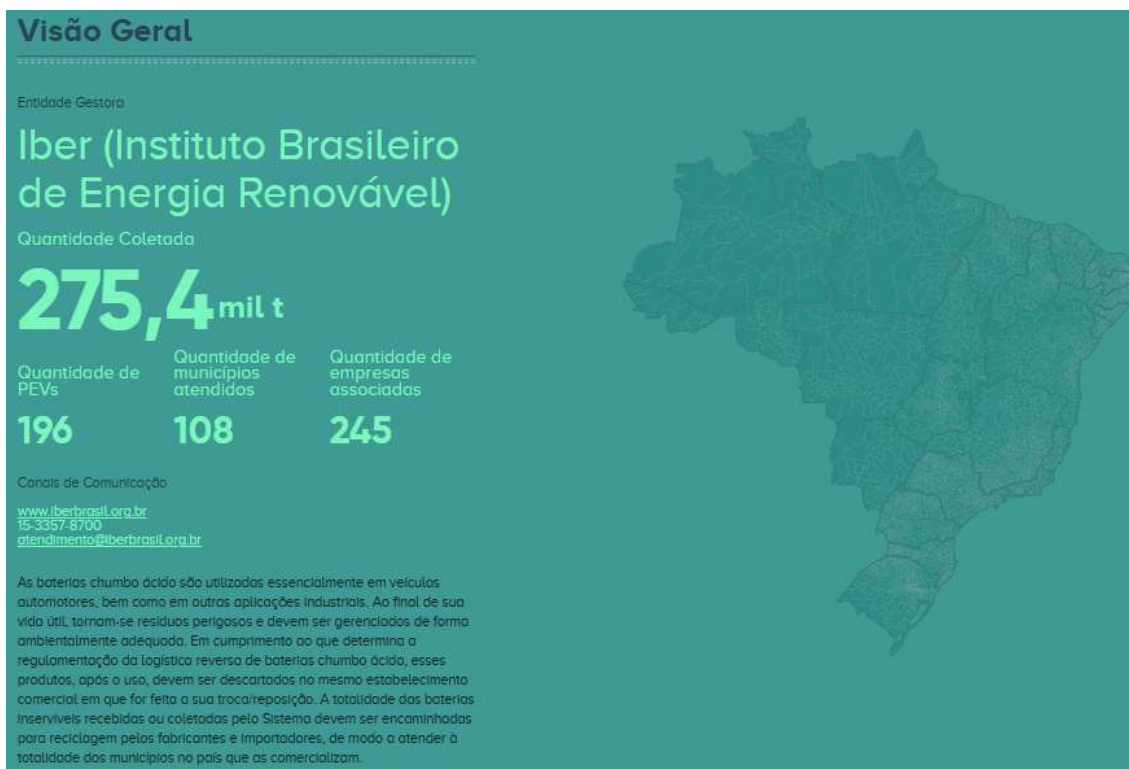 Visão Geral
Entidade Gestora
Iber (Instituto Brasileiro
de Energia Renovável)
Quantidade Coletada
275,4 mil t
Quantidade de
PEVs
196
Quantidade de
municípios
atendidos
108
Quantidade de
empresas
associadas
245
Canais de Comunicação
www.iberbrasil.org.br
15-3357-8700
atendimento@iberbrasil.org.br
As baterias chumbo ácido são utilizadas essencialmente em veículos
automotores, bem como em outras aplicações industriais. Ao final de sua
vida útil, tornam-se resíduos perigosos e devem ser gerenciados de forma
ambientalmente adequada. Em cumprimento ao que determina a
regulamentação da logística reversa de baterias chumbo ácido, esses
produtos, após o uso, devem ser descartados no mesmo estabelecimento
comercial em que for feita a sua troca/reposição. A totalidade das baterias
inservíveis recebidas ou coletadas pelo Sistema devem ser encaminhadas
para reciclagem pelos fabricantes e importadores, de modo a atender à
totalidade dos municípios no país que as comercializam.